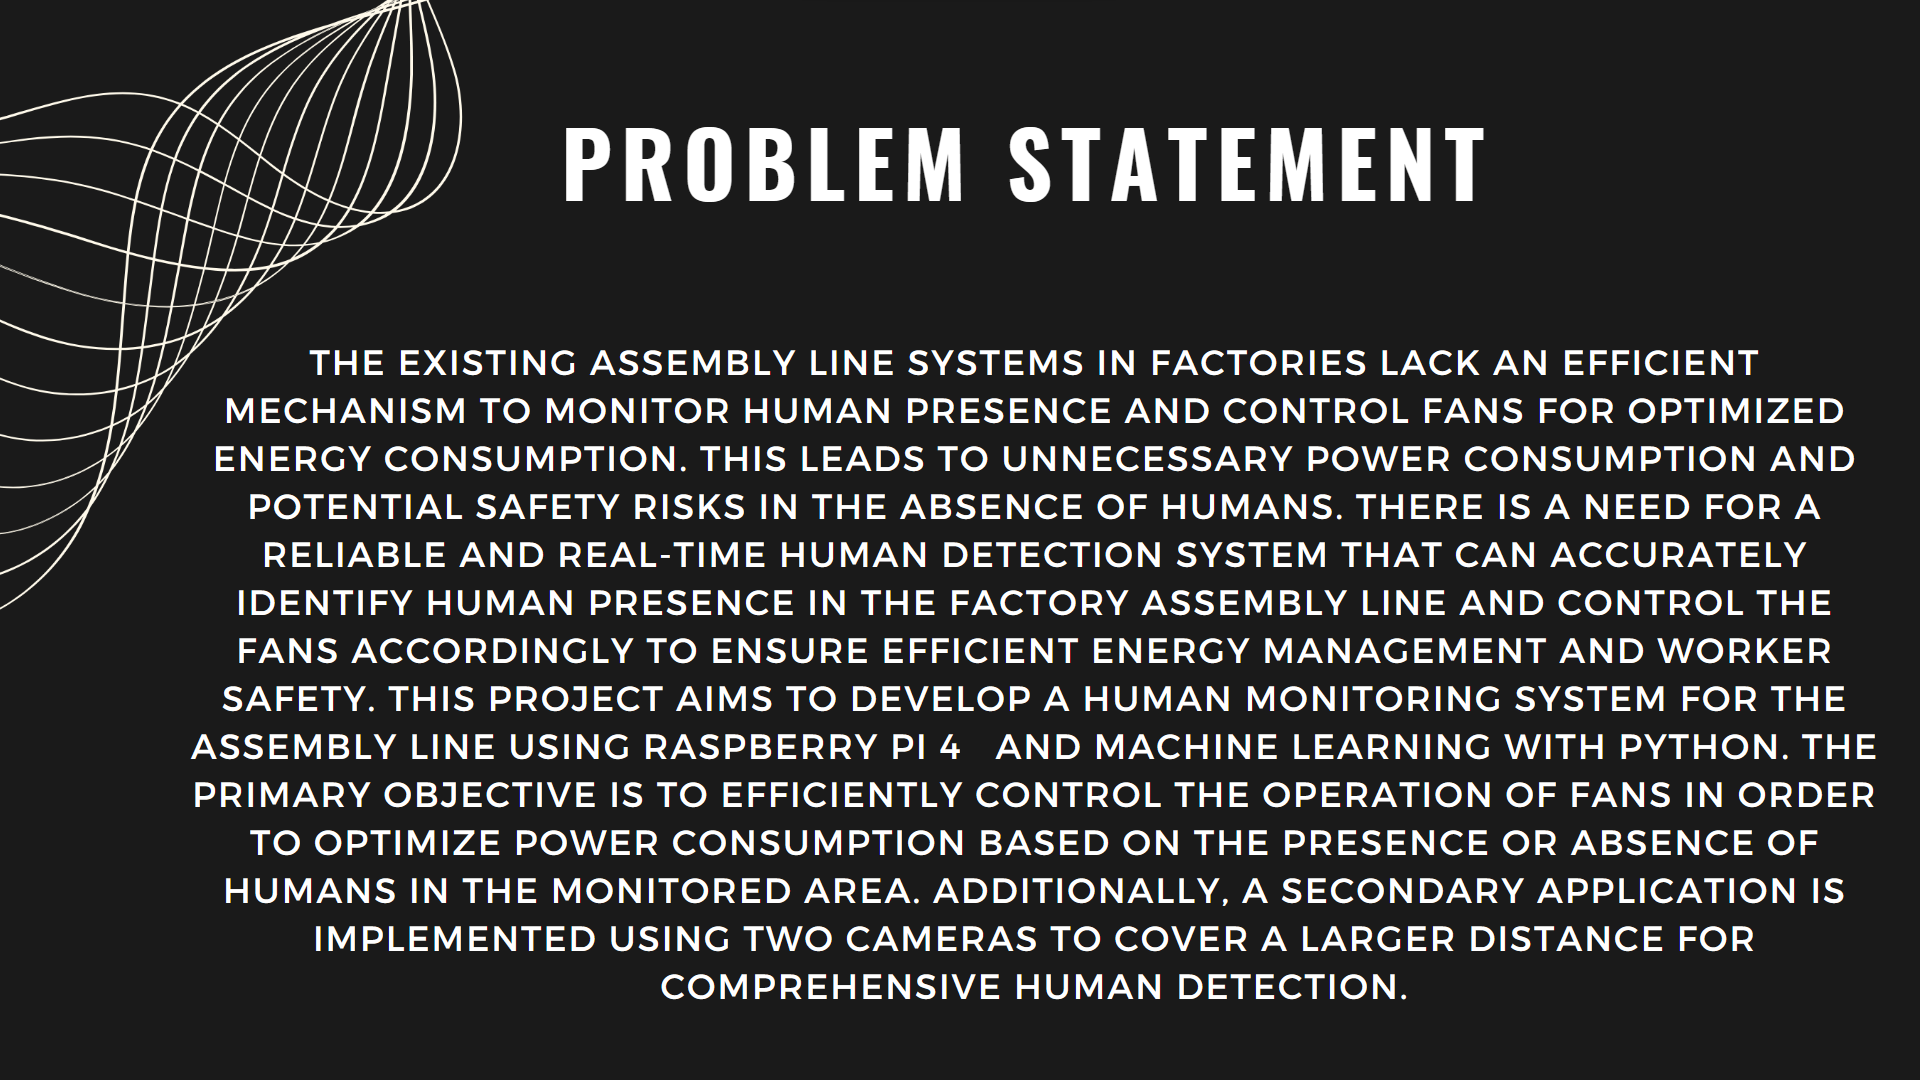 PROBLEM STATEMENT
THE EXISTING ASSEMBLY LINE SYSTEMS IN FACTORIES LACK AN EFFICIENT
MECHANISM TO MONITOR HUMAN PRESENCE AND CONTROL FANS FOR OPTIMIZED
ENERGY CONSUMPTION. THIS LEADS TO UNNECESSARY POWER CONSUMPTION AND
POTENTIAL SAFETY RISKS IN THE ABSENCE OF HUMANS. THERE IS A NEED FOR A
RELIABLE AND REAL-TIME HUMAN DETECTION SYSTEM THAT CAN ACCURATELY
IDENTIFY HUMAN PRESENCE IN THE FACTORY ASSEMBLY LINE AND CONTROL THE
FANS ACCORDINGLY TO ENSURE EFFICIENT ENERGY MANAGEMENT AND WORKER
SAFETY. THIS PROJECT AIMS TO DEVELOP A HUMAN MONITORING SYSTEM FOR THE
ASSEMBLY LINE USING RASPBERRY PI 4 AND MACHINE LEARNING WITH PYTHON. THE
PRIMARY OBJECTIVE IS TO EFFICIENTLY CONTROL THE OPERATION OF FANS IN ORDER
TO OPTIMIZE POWER CONSUMPTION BASED ON THE PRESENCE OR ABSENCE OF
HUMANS IN THE MONITORED AREA. ADDITIONALLY, A SECONDARY APPLICATION IS
IMPLEMENTED USING TWO CAMERAS TO COVER A LARGER DISTANCE FOR
COMPREHENSIVE HUMAN DETECTION.